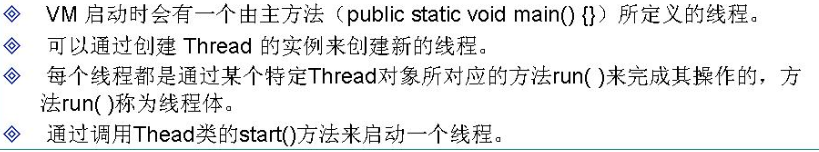 VM 启动时会有一个由主方法（public static void main() {}）所定义的线程。
可以通过创建 Thread 的实例来创建新的线程。
每个线程都是通过某个特定Thread对象所对应的方法run( )来完成其操作的，方
法run( )称为线程体。
通过调用Thead类的start()方法来启动一个线程。